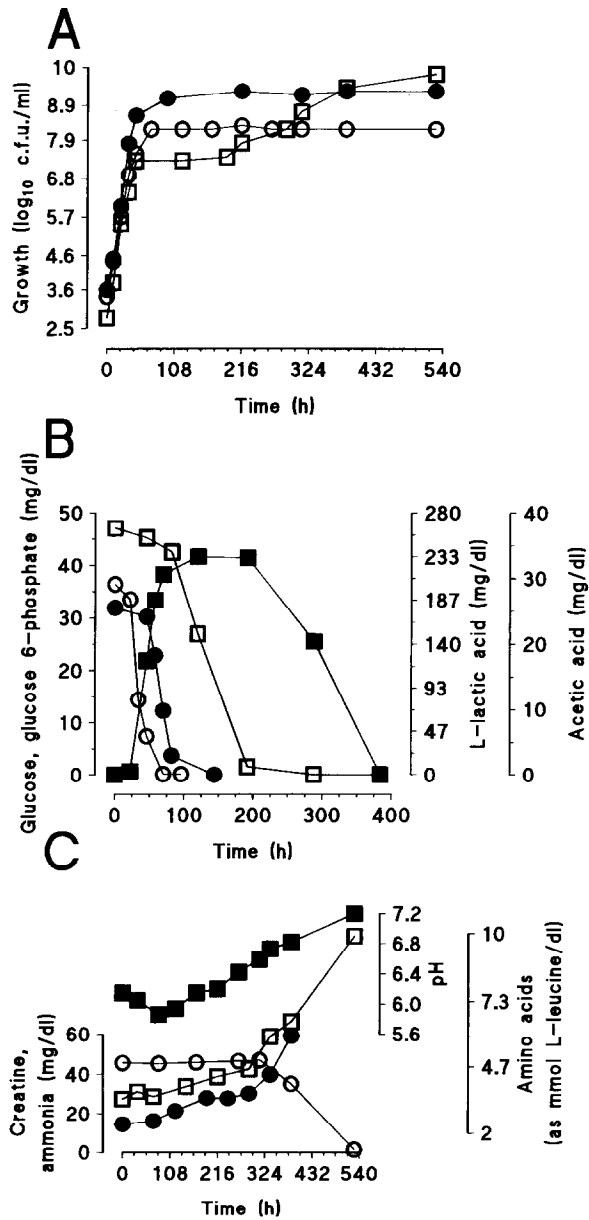 A
Growth (log10 c.f.u./ml)
10
8.9
7.9
6.8
5.7
4.6
3.6
2.5
0 108 216 324 432 540
Time (h)
B
Glucose, glucose 6-phosphate (mg/dl)
50
40
30
20
10
0
280
233
187
140
93
47
0
L-lactic acid (mg/dl)
40
30
20
10
0
Acetic acid (mg/dl)
0 100 200 300 400
Time (h)
C
Creatine,
ammonia (mg/dl)
60
40
20
0
7.2
6.8
6.4
6.0
5.6
pH
10
7.3
4.7
2
Amino acids
(as mmol L-leucine/dl)
0 108 216 324 432 540
Time (h)